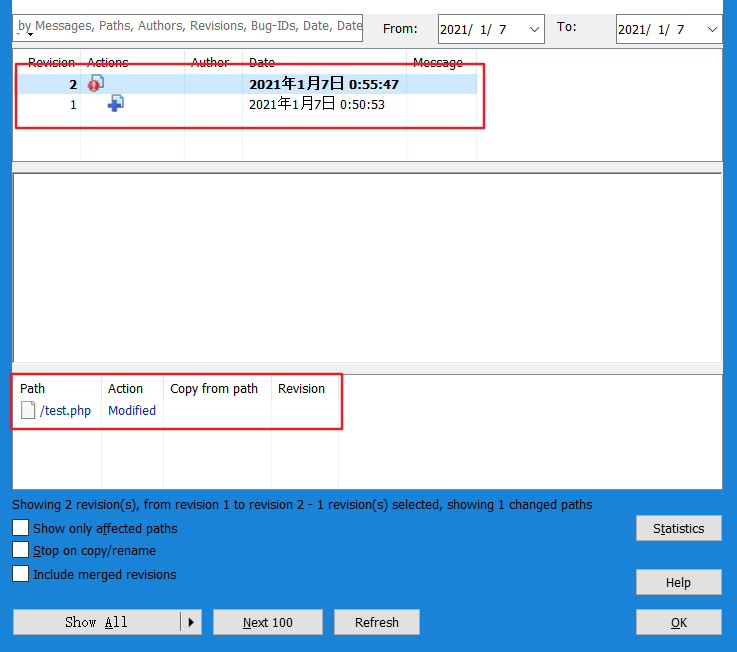 by Messages, Paths, Authors, Revisions, Bug-IDs, Date, Date From: 2021/ 1/ 7 To: 2021/ 1/ 7
Revision Actions Author Date Message
2 2021年1月7日 0:55:47
1 2021年1月7日 0:50:53
Path Action Copy from path Revision
/test.php Modified
Showing 2 revision(s), from revision 1 to revision 2 - 1 revision(s) selected, showing 1 changed paths
Show only affected paths
Statistics
Stop on copy/rename
Include merged revisions
Help
Show All Next 100 Refresh OK